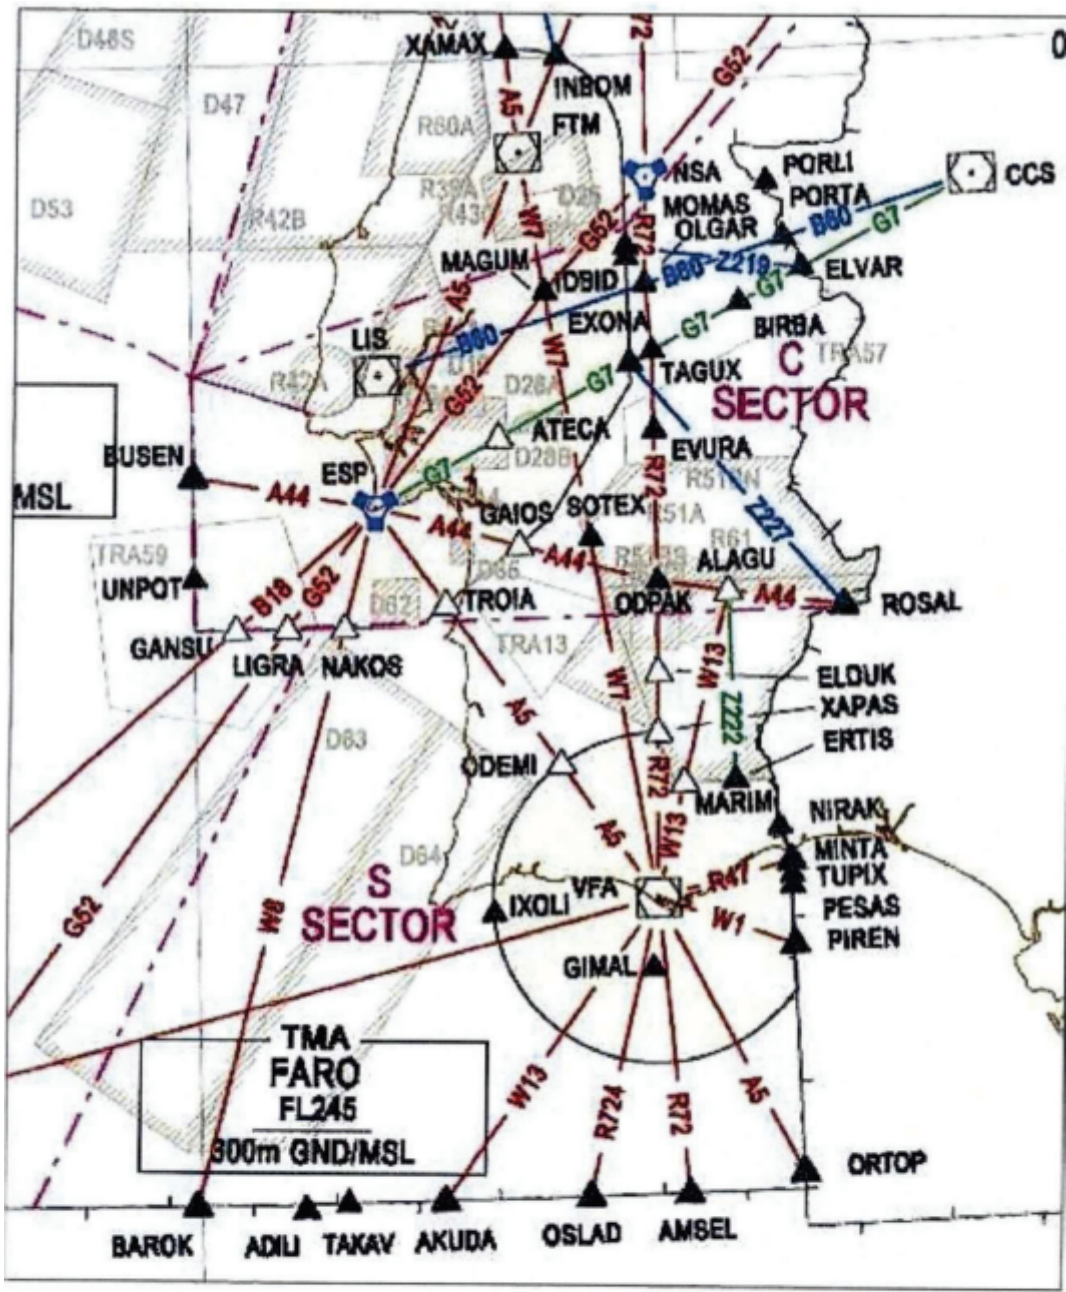 D48S
XAMAX
R72
G52
0
D47
INBOM
A5
R60A
FTM
PORLI
NSA
PORTA
CCS
R39A
R43
D25
D53
R42B
W7
G52
MOMAS
OLGAR
R72
B60
G7
MAGUM
IDBID
Z219
B60
ELVAR
A5
G7
EXONA
G7
BIRBA
LIS
B60
W7
TRA57
R42A
G52
D28A
G7
TAGUX
C
SECTOR
ATECA
BUSEN
ESP
G7
D28B
EVURA
MSL
A44
R72
GAIOS
SOTEX
R51A
Z227
TRA59
A44
A44
R61
ALAGU
UNPOT
B18
G52
D62
TROIA
ODPAK
A44
ROSAL
GANSU
LIGRA
NAKOS
TRA13
W7
W13
ELDUK
A5
Z222
XAPAS
D63
ERTIS
ODEMI
R72
MARIM
NIRAK
A5
W13
D64
MINTA
S
SECTOR
VFA
R47
TUPIX
G52
W8
IXOLI
W1
PESAS
PIREN
GIMAL
TMA
FARO
FL245
300m GND/MSL
W13
R724
R72
A5
ORTOP
BAROK
ADILI
TAKAV
AKUDA
OSLAD
AMSEL